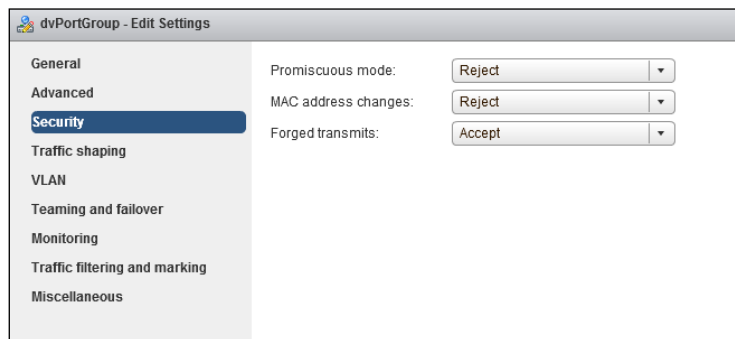 dvPortGroup - Edit Settings
General
Advanced
Security
Traffic shaping
VLAN
Teaming and failover
Monitoring
Traffic filtering and marking
Miscellaneous
Promiscuous mode: Reject
MAC address changes: Reject
Forged transmits: Accept